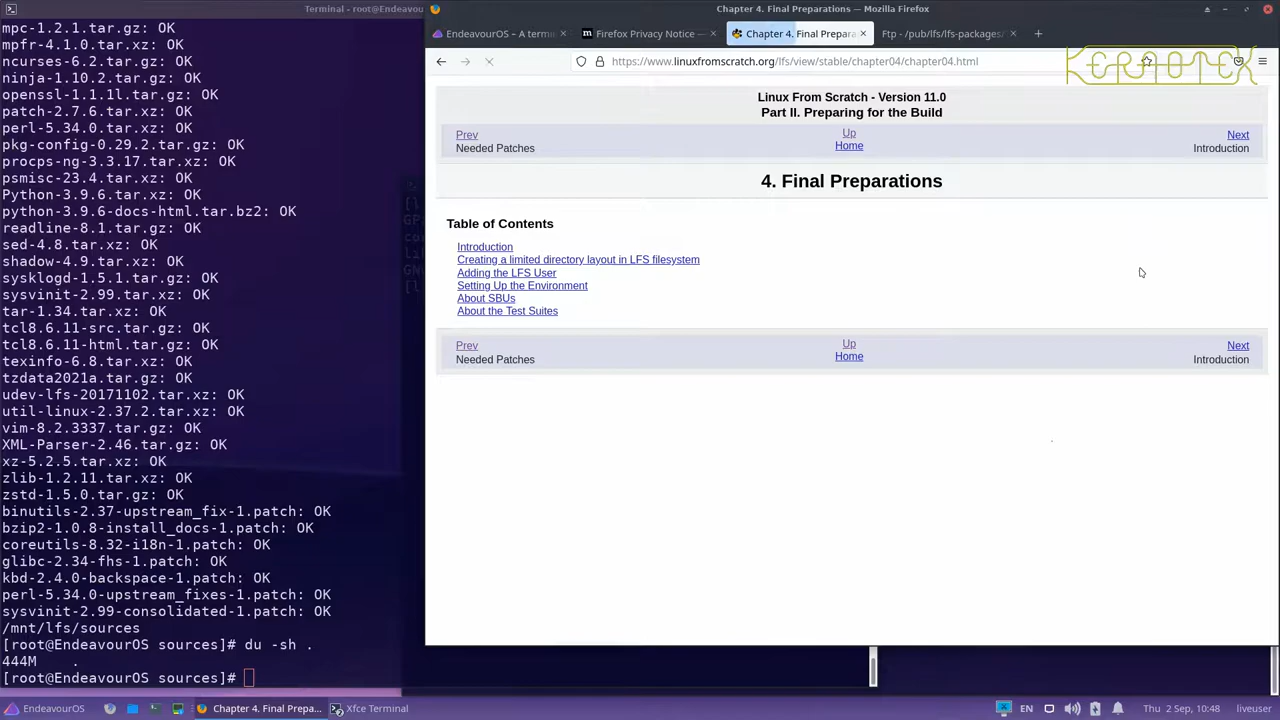 Terminal - root@Endeavou
mpc-1.2.1.tar.gz: OK
mpfr-4.1.0.tar.xz: OK
ncurses-6.2.tar.gz: OK
ninja-1.10.2.tar.gz: OK
openssl-1.1.1l.tar.gz: OK
patch-2.7.6.tar.xz: OK
perl-5.34.0.tar.xz: OK
pkg-config-0.29.2.tar.gz: OK
procps-ng-3.3.17.tar.xz: OK
psmisc-23.4.tar.xz: OK
Python-3.9.6.tar.xz: OK
python-3.9.6-docs-html.tar.bz2: OK
readline-8.1.tar.gz: OK
sed-4.8.tar.xz: OK
shadow-4.9.tar.xz: OK
sysklogd-1.5.1.tar.gz: OK
sysvinit-2.99.tar.xz: OK
tar-1.34.tar.xz: OK
tcl8.6.11-src.tar.gz: OK
tcl8.6.11-html.tar.gz: OK
texinfo-6.8.tar.xz: OK
tzdata2021a.tar.gz: OK
udev-lfs-20171102.tar.xz: OK
util-linux-2.37.2.tar.xz: OK
vim-8.2.3337.tar.gz: OK
XML-Parser-2.46.tar.gz: OK
xz-5.2.5.tar.xz: OK
zlib-1.2.11.tar.xz: OK
zstd-1.5.0.tar.gz: OK
binutils-2.37-upstream_fix-1.patch: OK
bzip2-1.0.8-install_docs-1.patch: OK
coreutils-8.32-i18n-1.patch: OK
glibc-2.34-fhs-1.patch: OK
kbd-2.4.0-backspace-1.patch: OK
perl-5.34.0-upstream_fixes-1.patch: OK
sysvinit-2.99-consolidated-1.patch: OK
/mnt/lfs/sources
[root@EndeavourOS sources]# du -sh .
444M .
[root@EndeavourOS sources]#
Chapter 4. Final Preparations — Mozilla Firefox
EndeavourOS – A termi
Firefox Privacy Notice —
Chapter 4. Final Prepara
Ftp - /pub/lfs/lfs-packages/
https://www.linuxfromscratch.org/lfs/view/stable/chapter04/chapter04.html
KERNOTEX
Linux From Scratch - Version 11.0
Part II. Preparing for the Build
Prev Up Next
Needed Patches Home Introduction
4. Final Preparations
Table of Contents
Introduction
Creating a limited directory layout in LFS filesystem
Adding the LFS User
Setting Up the Environment
About SBUs
About the Test Suites
Prev Up Next
Needed Patches Home Introduction
EndeavourOS Chapter 4. Final Prepa... Xfce Terminal EN Thu 2 Sep, 10:48 liveuser